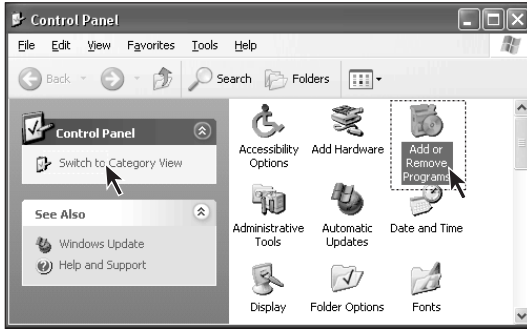 Control Panel
File Edit View Favorites Tools Help
Back Search Folders
Control Panel
Switch to Category View
See Also
Windows Update
Help and Support
Accessibility Options
Add Hardware
Add or Remove Programs
Administrative Tools
Automatic Updates
Date and Time
Display
Folder Options
Fonts